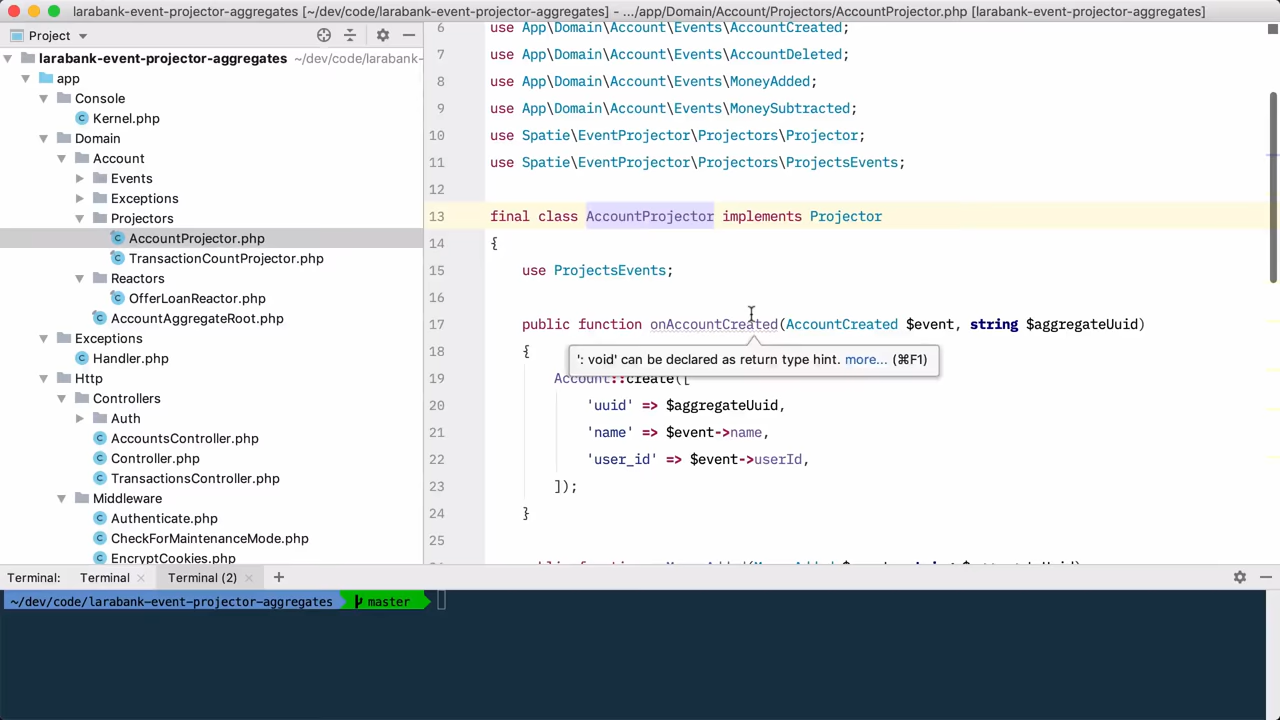 larabank-event-projector-aggregates [~/dev/code/larabank-event-projector-aggregates] - .../app/Domain/Account/Projectors/AccountProjector.php [larabank-event-projector-aggregates]
Project
larabank-event-projector-aggregates ~/dev/code/larabank-
app
Console
Kernel.php
Domain
Account
Events
Exceptions
Projectors
AccountProjector.php
TransactionCountProjector.php
Reactors
OfferLoanReactor.php
AccountAggregateRoot.php
Exceptions
Handler.php
Http
Controllers
Auth
AccountsController.php
Controller.php
TransactionsController.php
Middleware
Authenticate.php
CheckForMaintenanceMode.php
EncryptCookies.php
6 use App\Domain\Account\Events\AccountCreated;
7 use App\Domain\Account\Events\AccountDeleted;
8 use App\Domain\Account\Events\MoneyAdded;
9 use App\Domain\Account\Events\MoneySubtracted;
10 use Spatie\EventProjector\Projectors\Projector;
11 use Spatie\EventProjector\Projectors\ProjectsEvents;
12
13 final class AccountProjector implements Projector
14 {
15 use ProjectsEvents;
16
17 public function onAccountCreated(AccountCreated $event, string $aggregateUuid)
18 {
': void' can be declared as return type hint. more... (⌘F1)
19 Account::create([
20 'uuid' => $aggregateUuid,
21 'name' => $event->name,
22 'user_id' => $event->userId,
23 ]);
24 }
25
Terminal: Terminal × Terminal (2) × +
~/dev/code/larabank-event-projector-aggregates master